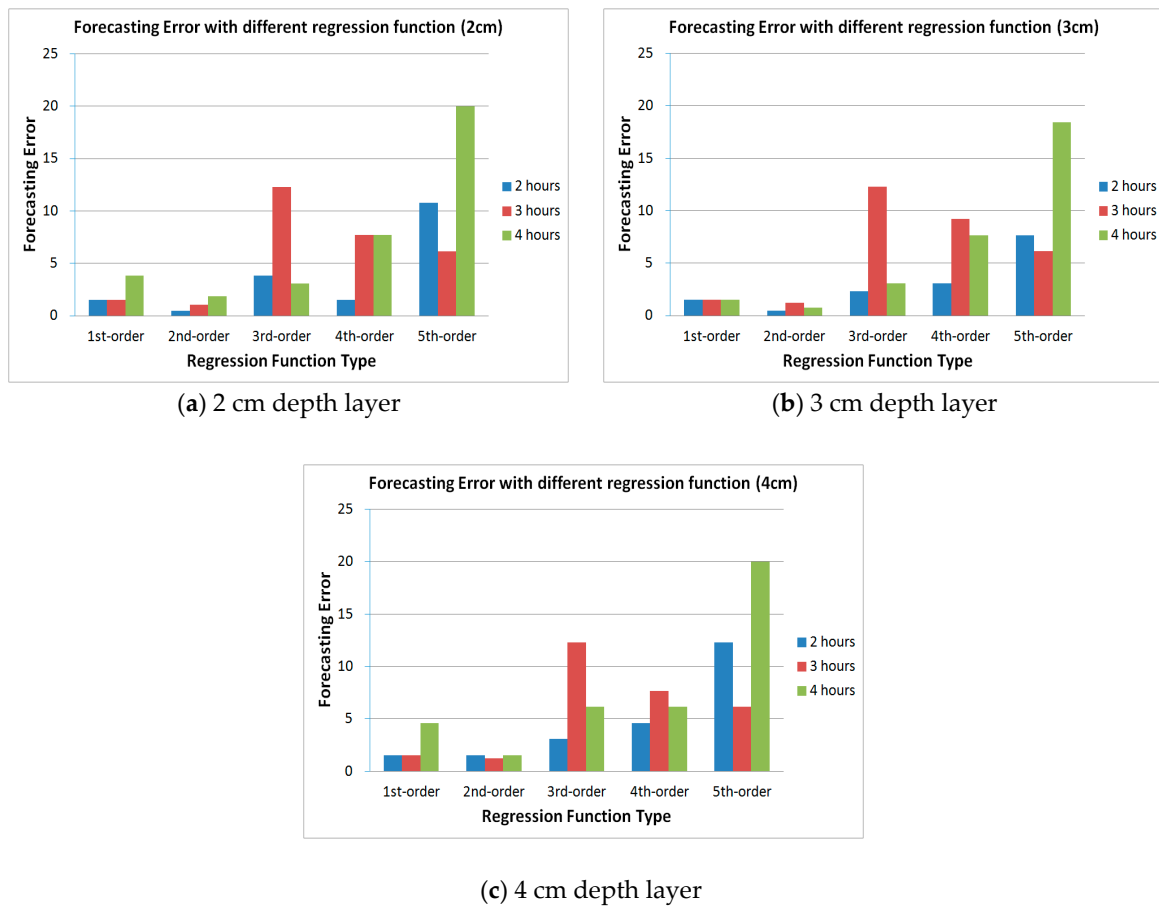 Forecasting Error with different regression function (2cm)
Forecasting Error
25
20
15
10
5
0
1st-order 2nd-order 3rd-order 4th-order 5th-order
Regression Function Type
2 hours
3 hours
4 hours
(a) 2 cm depth layer
Forecasting Error with different regression function (3cm)
Forecasting Error
25
20
15
10
5
0
1st-order 2nd-order 3rd-order 4th-order 5th-order
Regression Function Type
2 hours
3 hours
4 hours
(b) 3 cm depth layer
Forecasting Error with different regression function (4cm)
Forecasting Error
25
20
15
10
5
0
1st-order 2nd-order 3rd-order 4th-order 5th-order
Regression Function Type
2 hours
3 hours
4 hours
(c) 4 cm depth layer